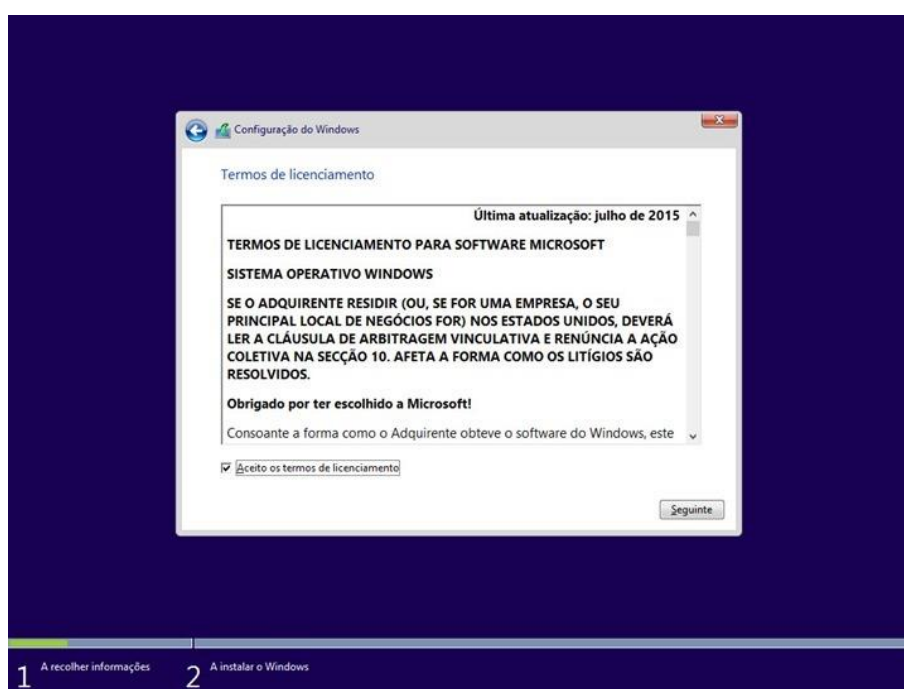 Configuração do Windows
Termos de licenciamento
Última atualização: julho de 2015
TERMOS DE LICENCIAMENTO PARA SOFTWARE MICROSOFT
SISTEMA OPERATIVO WINDOWS
SE O ADQUIRENTE RESIDIR (OU, SE FOR UMA EMPRESA, O SEU
PRINCIPAL LOCAL DE NEGÓCIOS FOR) NOS ESTADOS UNIDOS, DEVERÁ
LER A CLÁUSULA DE ARBITRAGEM VINCULATIVA E RENÚNCIA A AÇÃO
COLETIVA NA SECÇÃO 10. AFETA A FORMA COMO OS LITÍGIOS SÃO
RESOLVIDOS.
Obrigado por ter escolhido a Microsoft!
Consoante a forma como o Adquirente obteve o software do Windows, este
Aceito os termos de licenciamento
Seguinte
1 A recolher informações
2 A instalar o Windows